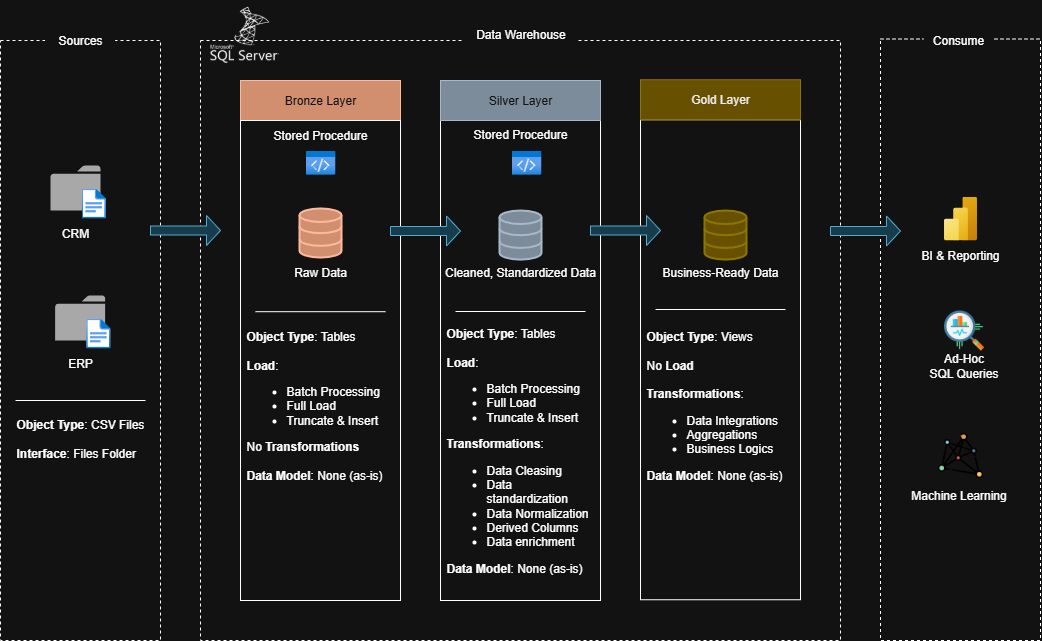 Sources
CRM
ERP
Object Type: CSV Files
Interface: Files Folder
Microsoft
SQL Server
Data Warehouse
Bronze Layer
Stored Procedure
Raw Data
Object Type: Tables
Load:
Batch Processing
Full Load
Truncate & Insert
No Transformations
Data Model: None (as-is)
Silver Layer
Stored Procedure
Cleaned, Standardized Data
Object Type: Tables
Load:
Batch Processing
Full Load
Truncate & Insert
Transformations:
Data Cleasing
Data
standardization
Data Normalization
Derived Columns
Data enrichment
Data Model: None (as-is)
Gold Layer
Business-Ready Data
Object Type: Views
No Load
Transformations:
Data Integrations
Aggregations
Business Logics
Data Model: None (as-is)
Consume
BI & Reporting
Ad-Hoc
SQL Queries
Machine Learning